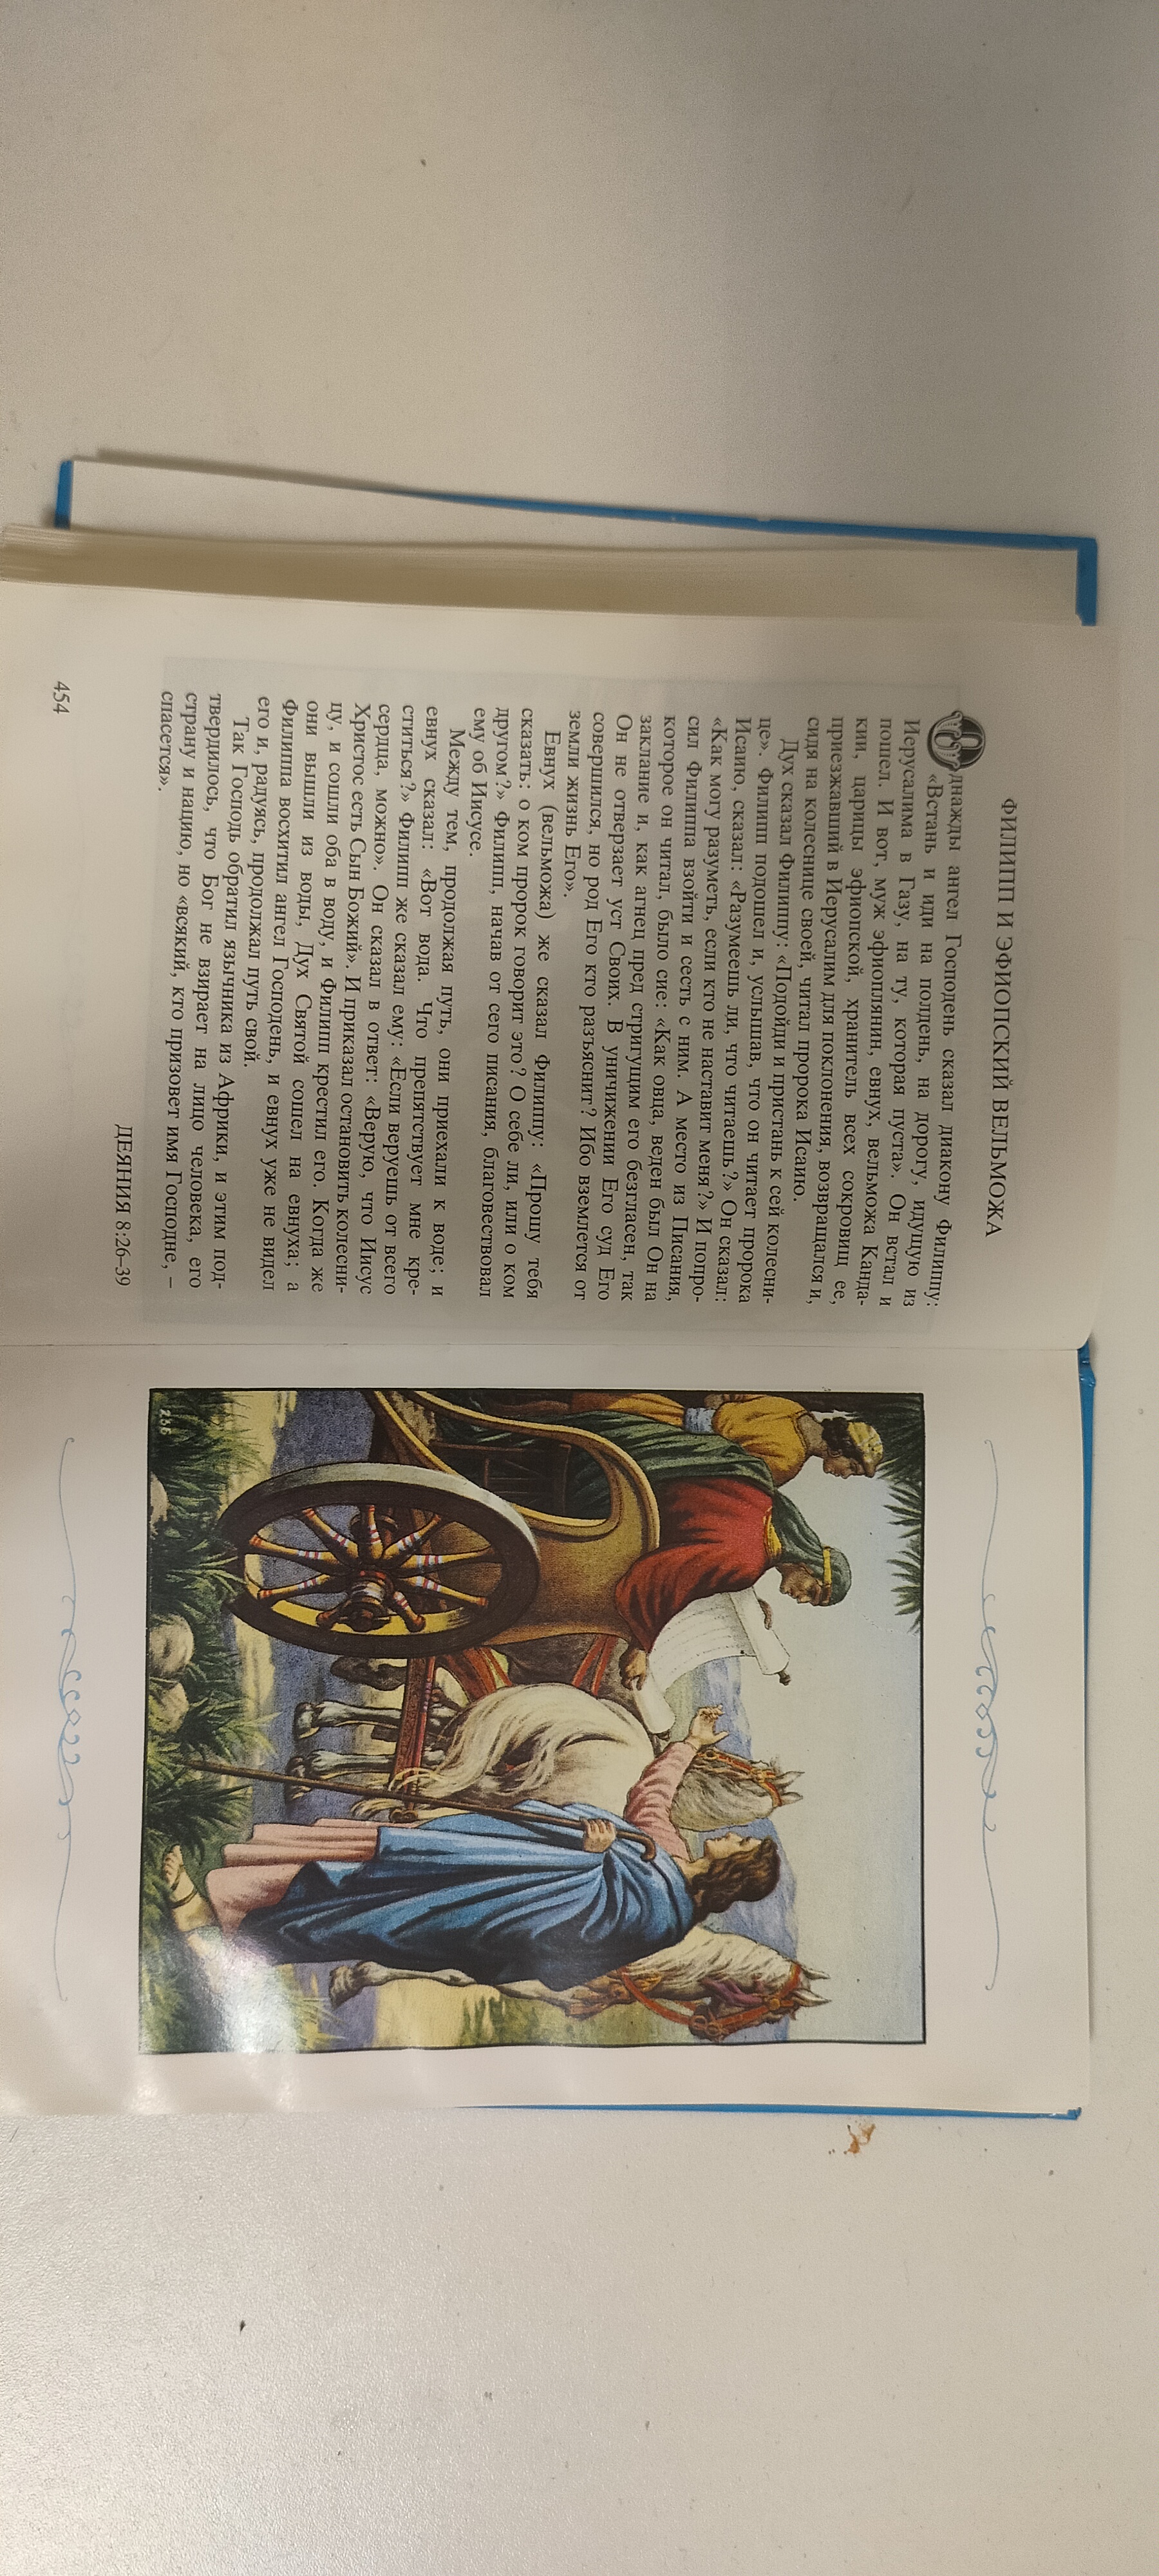 ФИЛИПП И ЭФИОПСКИЙ ВЕЛЬМОЖА
Однажды ангел Господень сказал диакону Филиппу:
«Встань и иди на полдень, на дорогу, идущую из
Иерусалима в Газу, на ту, которая пуста». Он встал и
пошел. И вот, муж эфиоплянин, евнух, вельможа Канда-
кии, царицы эфиопской, хранитель всех сокровищ ее,
приезжавший в Иерусалим для поклонения, возвращался и,
сидя на колеснице своей, читал пророка Исаию.
Дух сказал Филиппу: «Подойди и пристань к сей колесни-
це». Филипп подошел и, услышав, что он читает пророка
Исаию, сказал: «Разумеешь ли, что читаешь?» Он сказал:
«Как могу разуметь, если кто не наставит меня?» И попро-
сил Филиппа взойти и сесть с ним. А место из Писания,
которое он читал, было сие: «Как овца, веден был Он на
заклание и, как агнец пред стригущим его безгласен, так
Он не отверзает уст Своих. В уничижении Его суд Его
совершился, но род Его кто разъяснит? Ибо вземлется от
земли жизнь Его».
Евнух (вельможа) же сказал Филиппу: «Прошу тебя
сказать: о ком пророк говорит это? О себе ли, или о ком
другом?» Филипп, начав от сего писания, благовествовал
ему об Иисусе.
Между тем, продолжая путь, они приехали к воде; и
евнух сказал: «Вот вода. Что препятствует мне кре-
ститься?» Филипп же сказал ему: «Если веруешь от всего
сердца, можно». Он сказал в ответ: «Верую, что Иисус
Христос есть Сын Божий». И приказал остановить колесни-
цу, и сошли оба в воду, и Филипп крестил его. Когда же
они вышли из воды, Дух Святой сошел на евнуха; а
Филиппа восхитил ангел Господень, и евнух уже не видел
его и, радуясь, продолжал путь свой.
Так Господь обратил язычника из Африки, и этим под-
твердилось, что Бог не взирает на лицо человека, его
страну и нацию, но «всякий, кто призовет имя Господне, –
спасется».
ДЕЯНИЯ 8:26–39
454
236